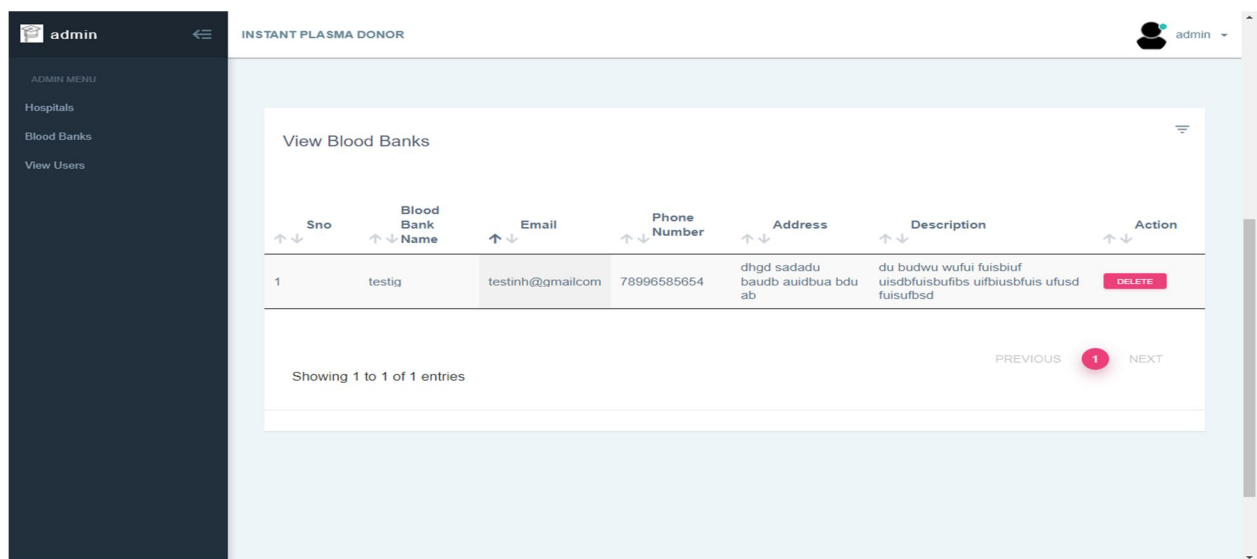 admin
INSTANT PLASMA DONOR
admin
ADMIN MENU
Hospitals
Blood Banks
View Users
View Blood Banks
Sno
Blood
Bank
Name
Email
Phone
Number
Address
Description
Action
1
testig
testinh@gmailcom
78996585654
dhgd sadadu
baudb auidbua bdu
ab
du budwu wufui fuisbiuf
uisdbfuisbufibs uifbiusbfuis ufusd
fuisufbsd
DELETE
PREVIOUS
1
NEXT
Showing 1 to 1 of 1 entries